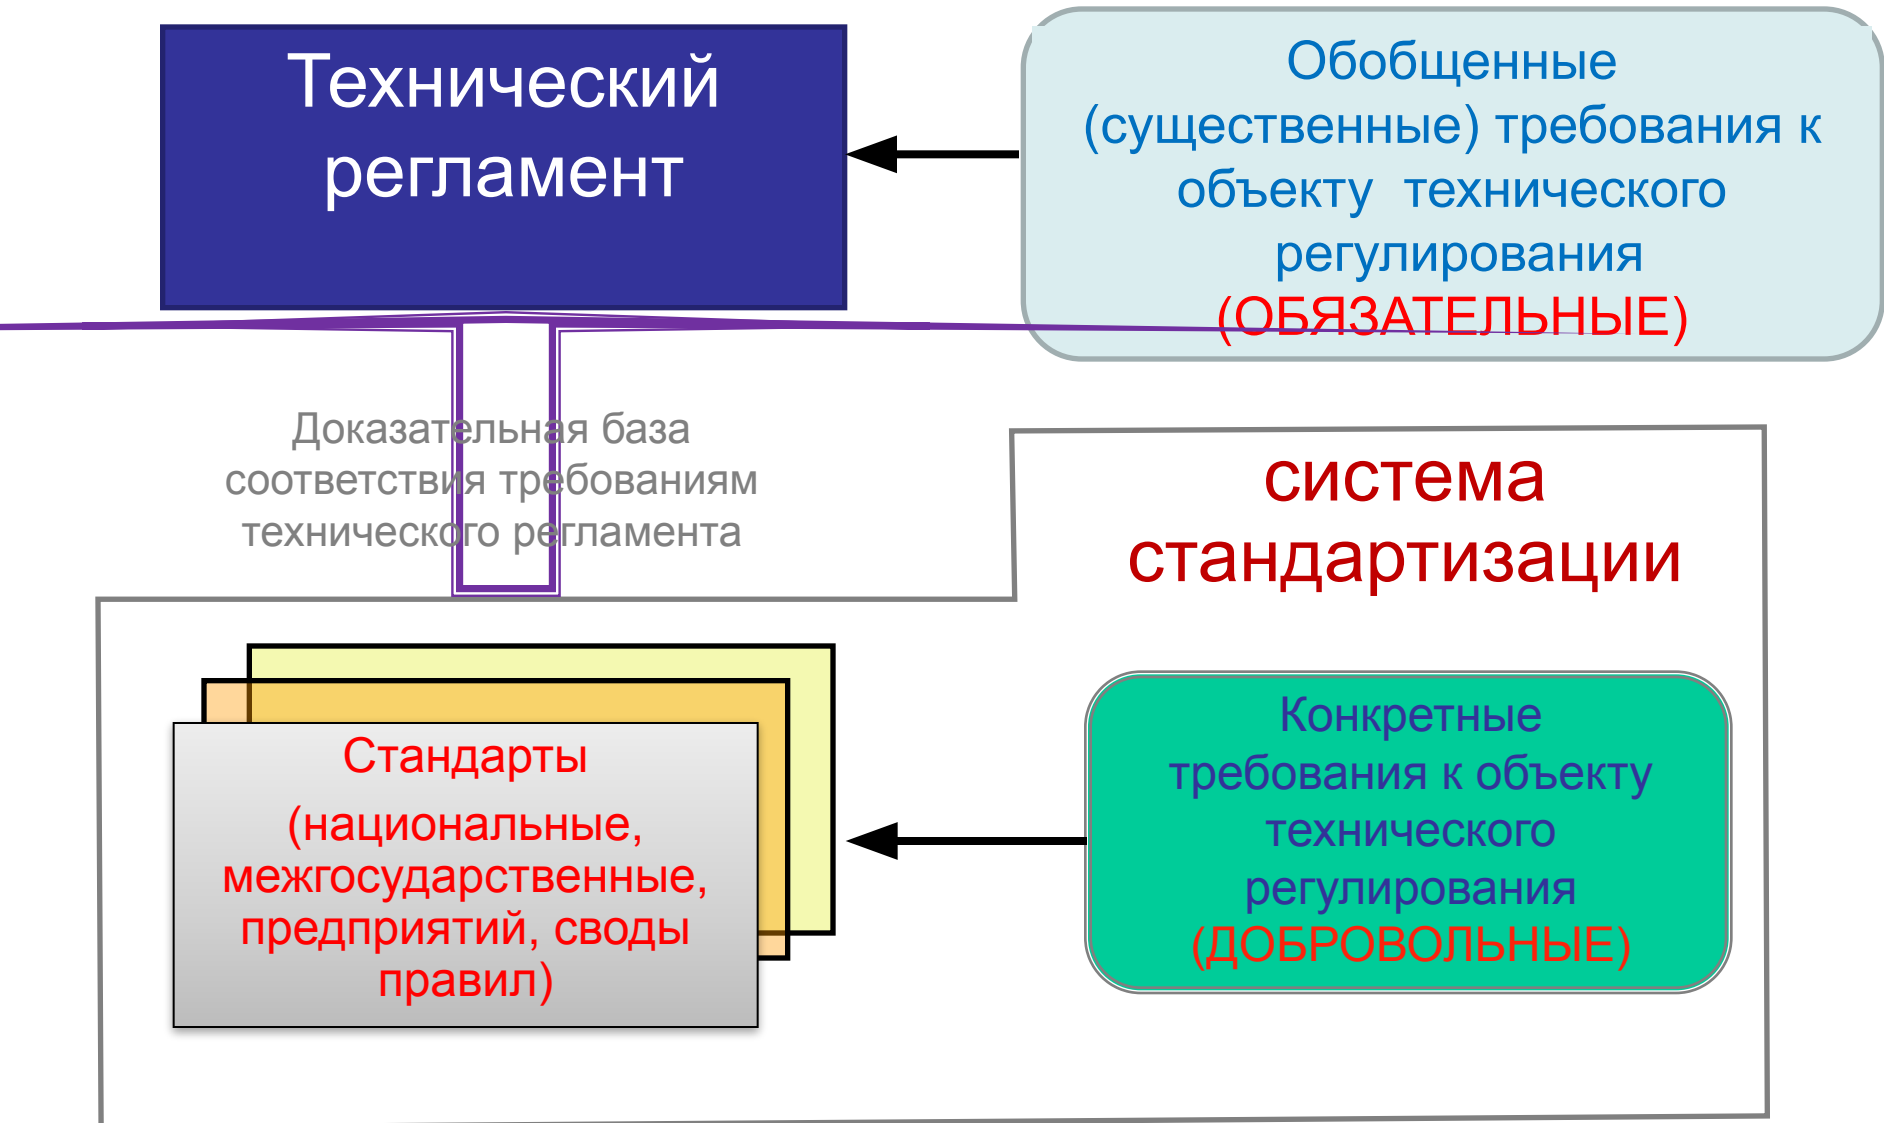 Технический
регламент
Обобщенные
(существенные) требования к
объекту технического
регулирования
(ОБЯЗАТЕЛЬНЫЕ)
Доказательная база
соответствия требованиям
технического регламента
система
стандартизации
Стандарты
(национальные,
межгосударственные,
предприятий, своды
правил)
Конкретные
требования к объекту
технического
регулирования
(ДОБРОВОЛЬНЫЕ)